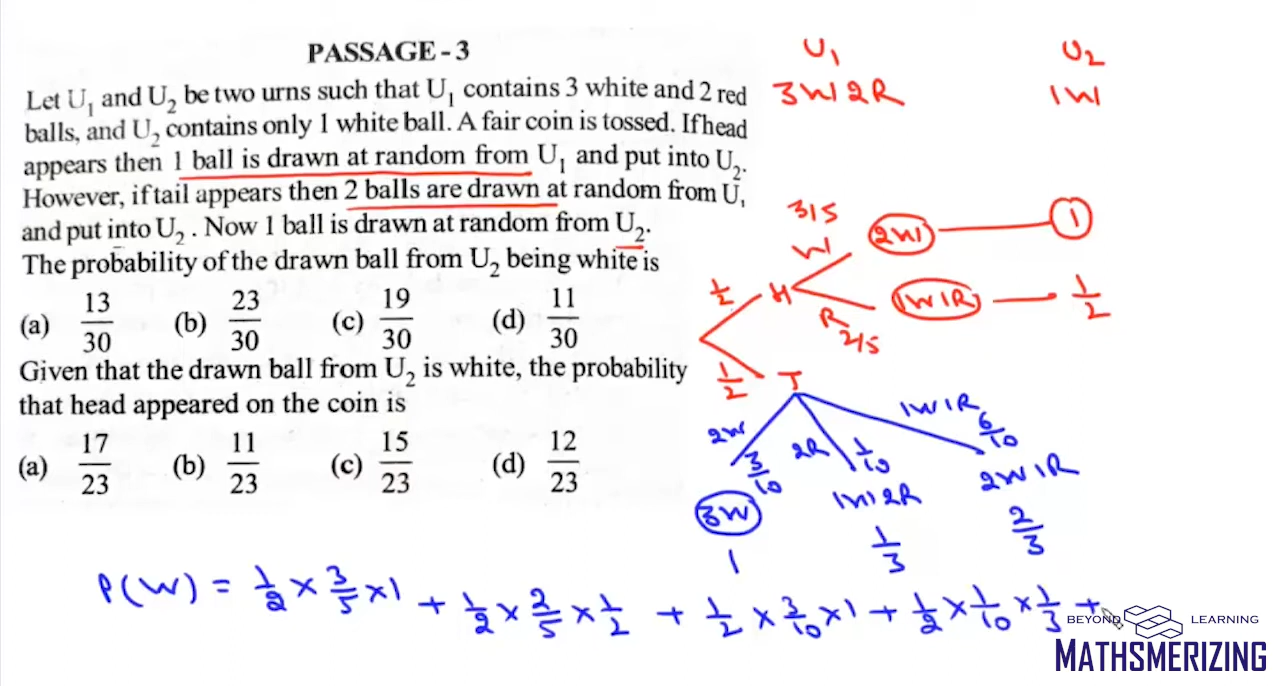 PASSAGE - 3
Let U₁ and U₂ be two urns such that U₁ contains 3 white and 2 red
balls, and U₂ contains only 1 white ball. A fair coin is tossed. If head
appears then 1 ball is drawn at random from U₁ and put into U₂.
However, if tail appears then 2 balls are drawn at random from U₁
and put into U₂. Now 1 ball is drawn at random from U₂.
The probability of the drawn ball from U₂ being white is
(a) 13/30 (b) 23/30 (c) 19/30 (d) 11/30
Given that the drawn ball from U₂ is white, the probability
that head appeared on the coin is
(a) 17/23 (b) 11/23 (c) 15/23 (d) 12/23
U₁ U₂
3W 2R 1W
3/5
W 2W 1
1/2 H 1W1R 1/2
R 2/5
1/2 T
2W 3/10 2R 1/10 1W1R 6/10
3W 1W2R 2W1R
1 1/3 2/3
P(W) = 1/2 × 3/5 × 1 + 1/2 × 2/5 × 1/2 + 1/2 × 3/10 × 1 + 1/2 × 1/10 × 1/3 +
BEYOND LEARNING
MATHSMERIZING